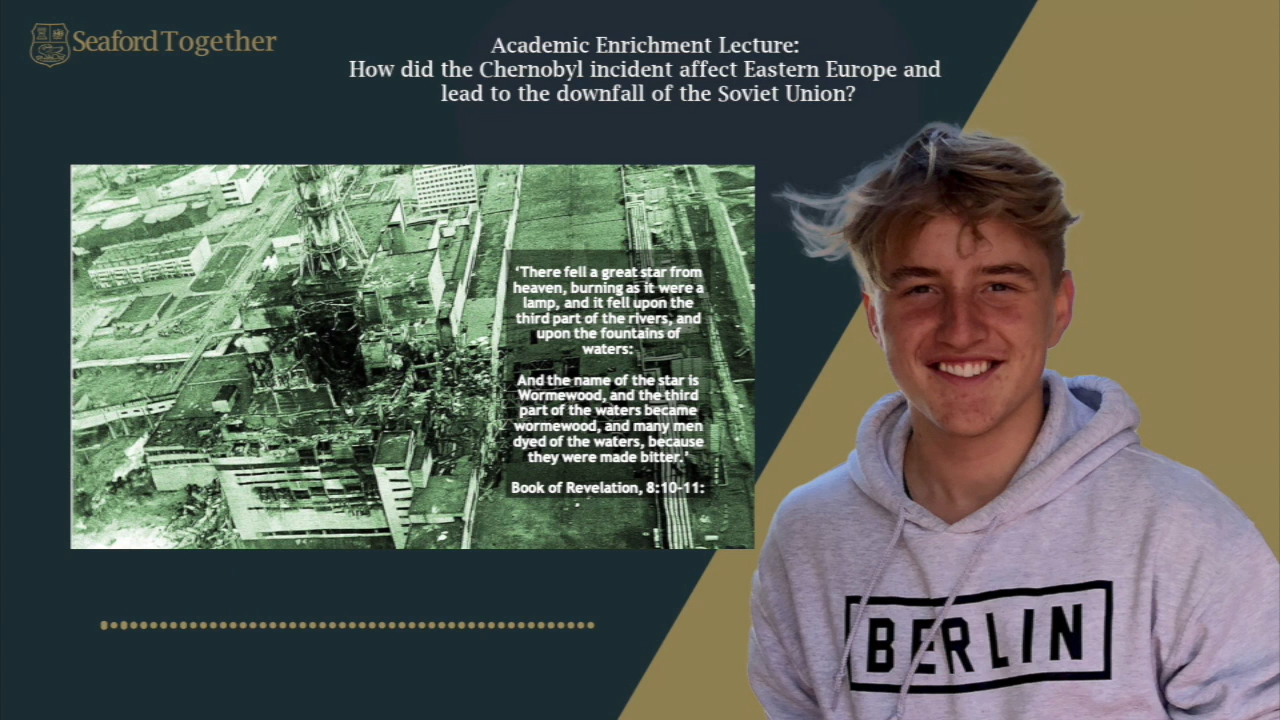 Seaford Together
Academic Enrichment Lecture:
How did the Chernobyl incident affect Eastern Europe and
lead to the downfall of the Soviet Union?
‘There fell a great star from
heaven, burning as it were a
lamp, and it fell upon the
third part of the rivers, and
upon the fountains of
waters:
And the name of the star is
Wormewood, and the third
part of the waters became
wormewood, and many men
dyed of the waters, because
they were made bitter.’
Book of Revelation, 8:10-11:
BERLIN